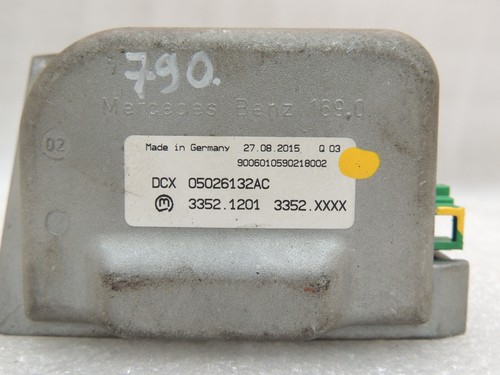 790.
Mercedes Benz 169.0
02
Made in Germany 27.08.2015 Q 03
9006010590218002
DCX 05026132AC
m 3352.1201 3352.XXXX